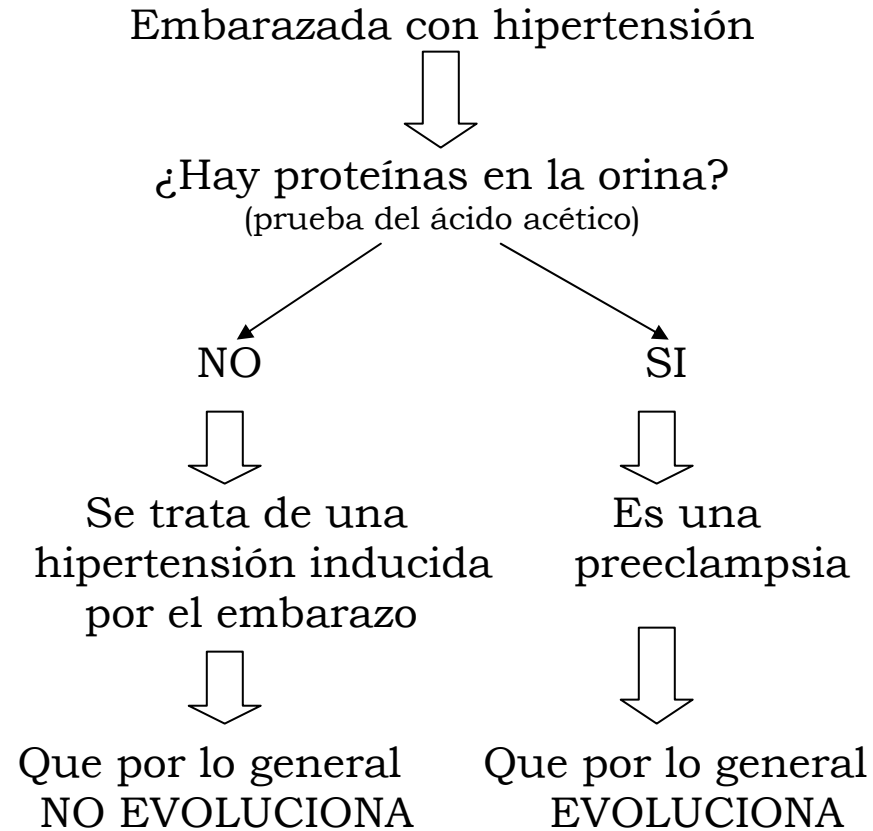 Embarazada con hipertensión
¿Hay proteínas en la orina?
(prueba del ácido acético)
NO
SI
Se trata de una
hipertensión inducida
por el embarazo
Es una
preeclampsia
Que por lo general
NO EVOLUCIONA
Que por lo general
EVOLUCIONA